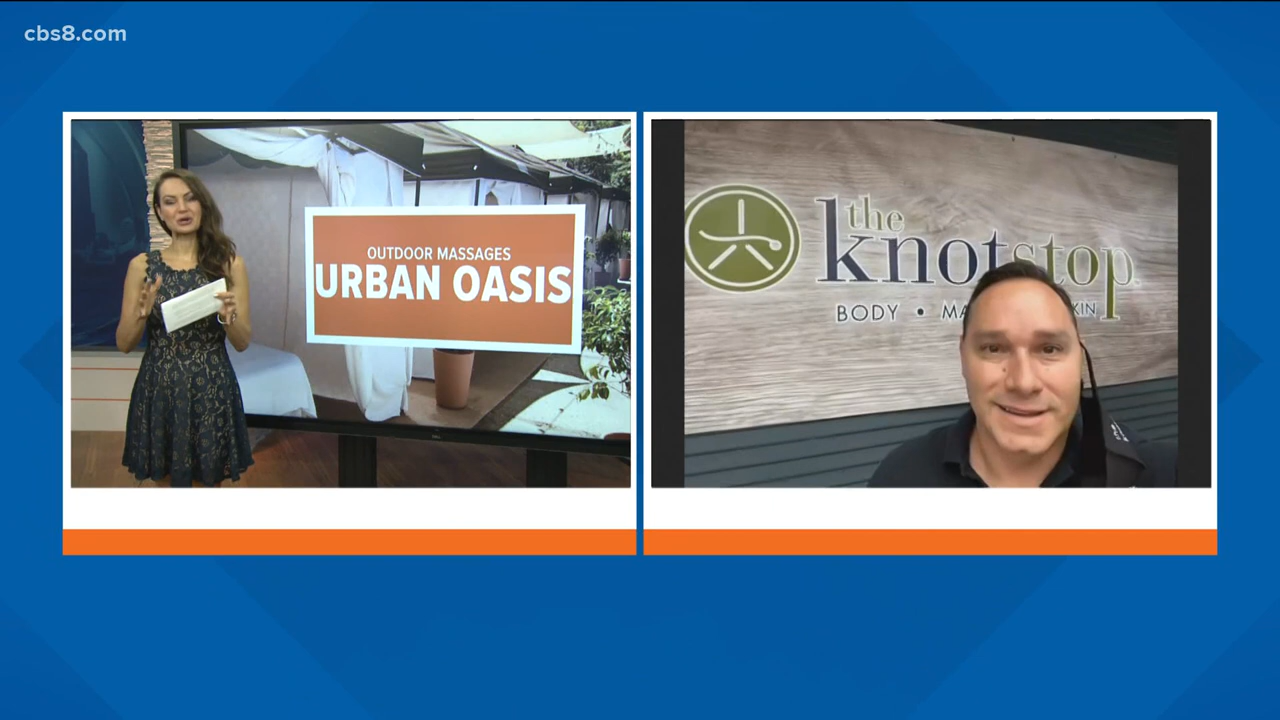 cbs8.com
OUTDOOR MASSAGES
URBAN OASIS
the
knotstop
BODY •